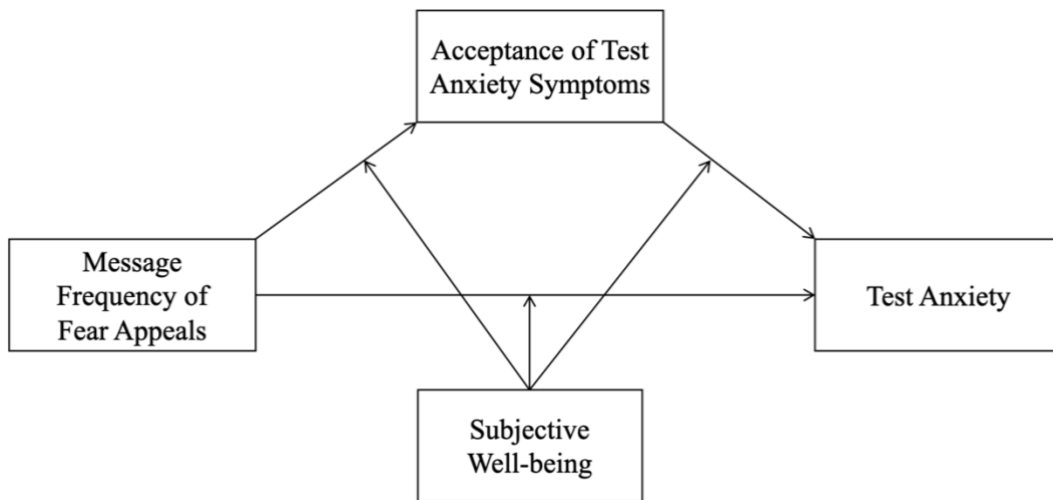 Acceptance of Test
Anxiety Symptoms
Message
Frequency of
Fear Appeals
Test Anxiety
Subjective
Well-being